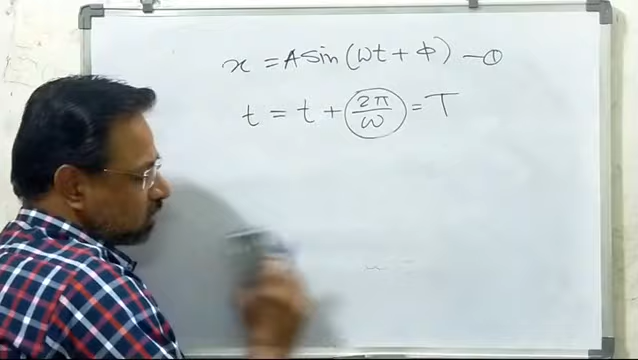 x = A sin (ωt + φ) — ①
t = t + 2π/ω = T